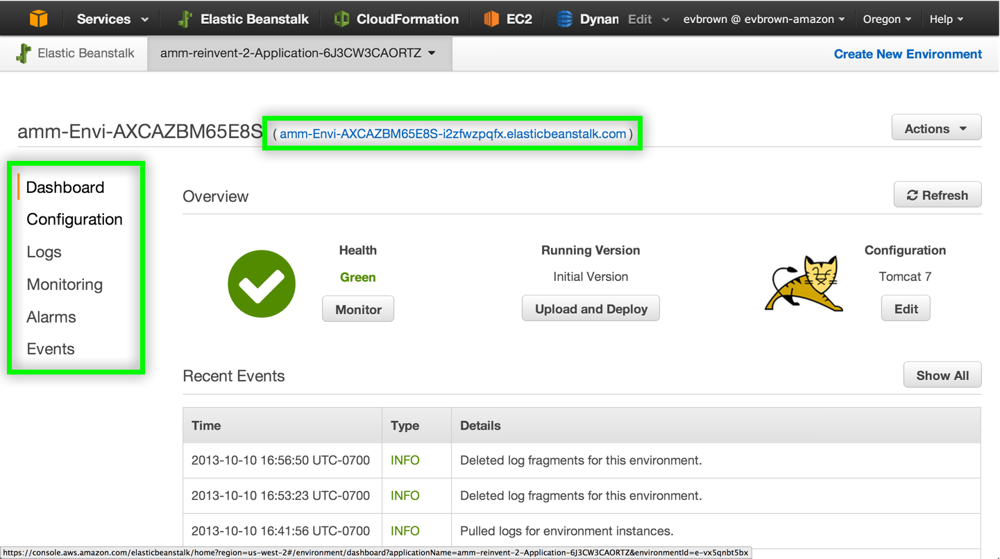 Services Elastic Beanstalk CloudFormation EC2 Dynan Edit evbrown @ evbrown-amazon Oregon Help
Elastic Beanstalk amm-reinvent-2-Application-6J3CW3CAORTZ Create New Environment
amm-Envi-AXCAZBM65E8S ( amm-Envi-AXCAZBM65E8S-i2zfwzpqfx.elasticbeanstalk.com ) Actions
Dashboard
Configuration
Logs
Monitoring
Alarms
Events
Overview Refresh
Health
Green
Monitor
Running Version
Initial Version
Upload and Deploy
Configuration
Tomcat 7
Edit
Recent Events Show All
Time Type Details
2013-10-10 16:56:50 UTC-0700 INFO Deleted log fragments for this environment.
2013-10-10 16:53:23 UTC-0700 INFO Deleted log fragments for this environment.
2013-10-10 16:41:56 UTC-0700 INFO Pulled logs for environment instances.
https://console.aws.amazon.com/elasticbeanstalk/home?region=us-west-2#/environment/dashboard?applicationName=amm-reinvent-2-Application-6J3CW3CAORTZ&environmentId=e-vx5qnbt5bx